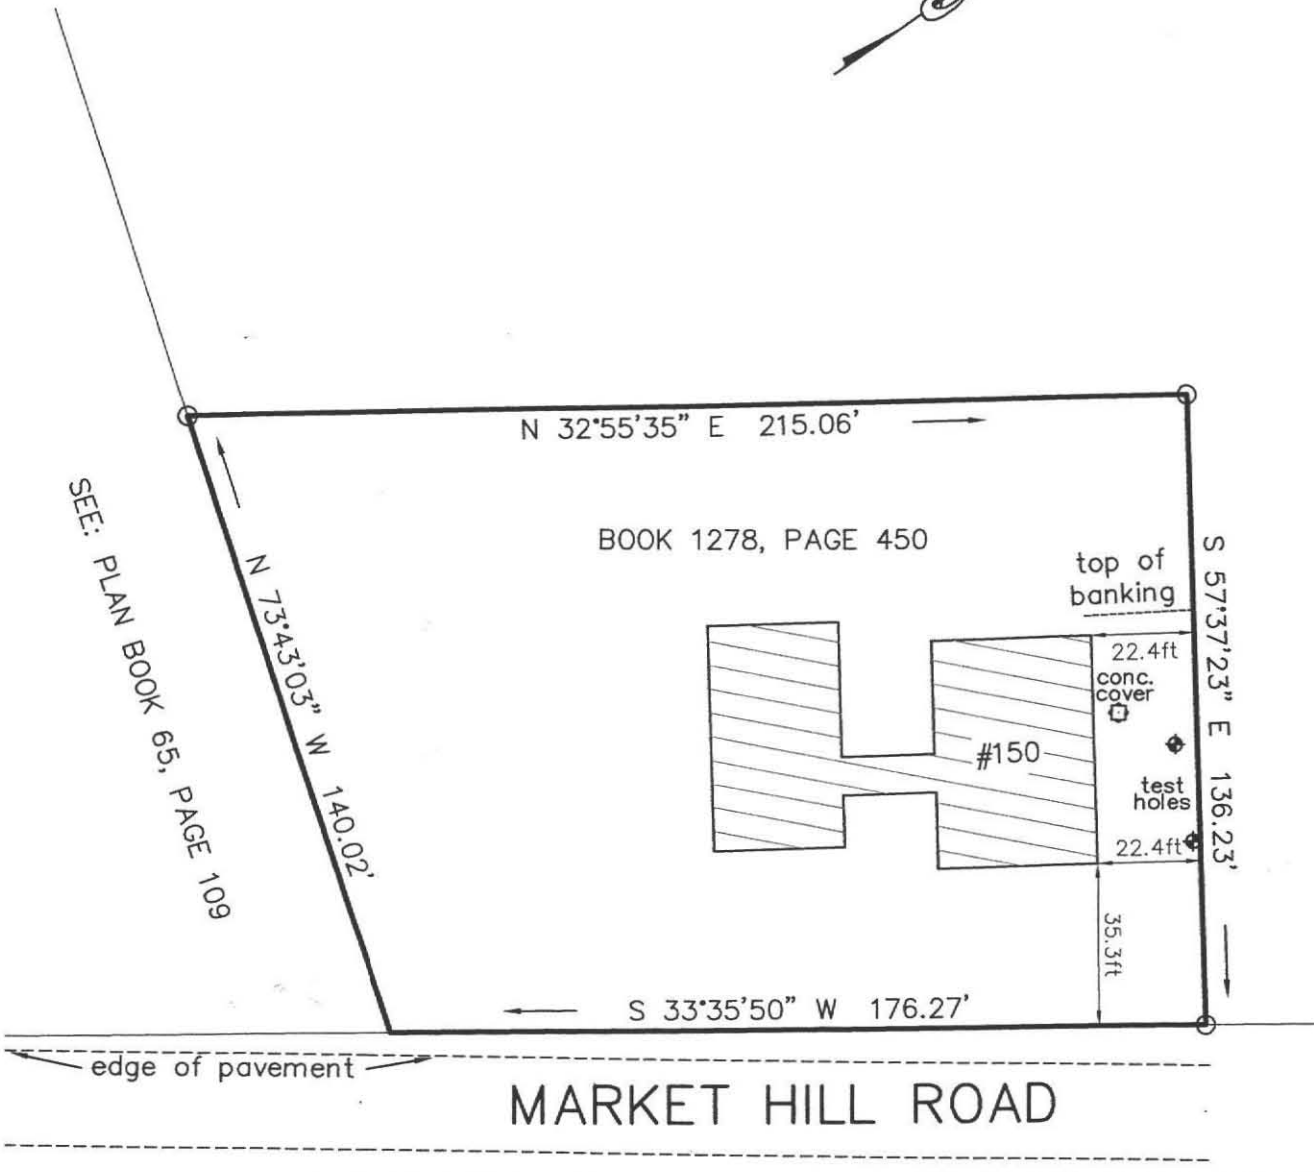 N 32°55'35" E 215.06'
BOOK 1278, PAGE 450
SEE: PLAN BOOK 65, PAGE 109
N 73°43'03" W 140.02'
S 57°37'23" E 136.23'
top of
banking
22.4ft
conc.
cover
#150
test
holes
22.4ft
35.3ft
S 33°35'50" W 176.27'
edge of pavement
MARKET HILL ROAD